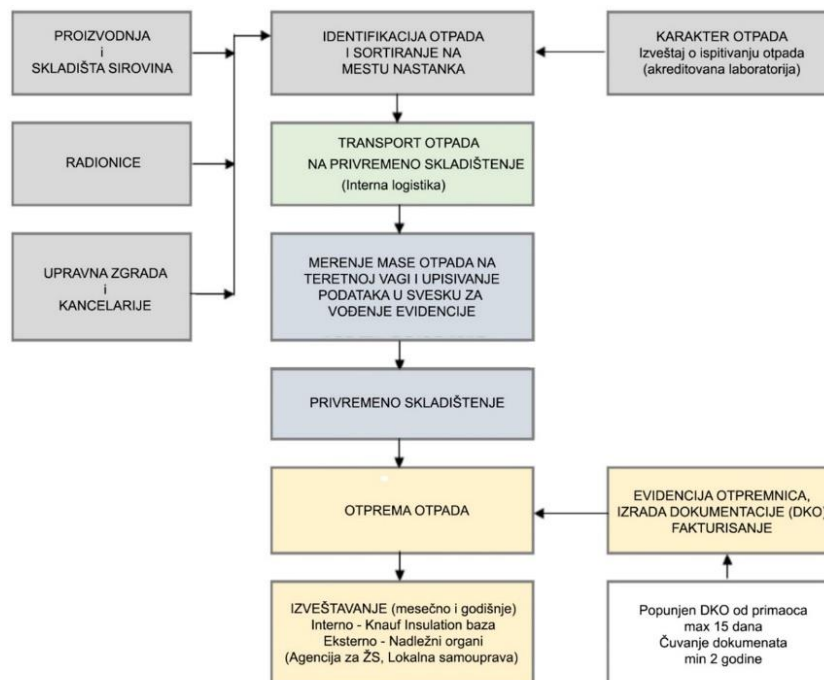 PROIZVODNJA
i
SKLADIŠTA SIROVINA
IDENTIFIKACIJA OTPADA
I SORTIRANJE NA
MESTU NASTANKA
KARAKTER OTPADA
Izveštaj o ispitivanju otpada
(akreditovana laboratorija)
RADIONICE
TRANSPORT OTPADA
NA PRIVREMENO SKLADIŠTENJE
(Interna logistika)
UPRAVNA ZGRADA
i
KANCELARIJE
MERENJE MASE OTPADA NA
TERETNOJ VAGI I UPISIVANJE
PODATAKA U SVESKU ZA
VOĐENJE EVIDENCIJE
PRIVREMENO SKLADIŠTENJE
OTPREMA OTPADA
EVIDENCIJA OTPREMNICA,
IZRADA DOKUMENTACIJE (DKO)
FAKTURISANJE
IZVEŠTAVANJE (mesečno i godišnje)
Interno - Knauf Insulation baza
Eksterno - Nadležni organi
(Agencija za ŽS, Lokalna samouprava)
Popunjen DKO od primaoca
max 15 dana
Čuvanje dokumenata
min 2 godine